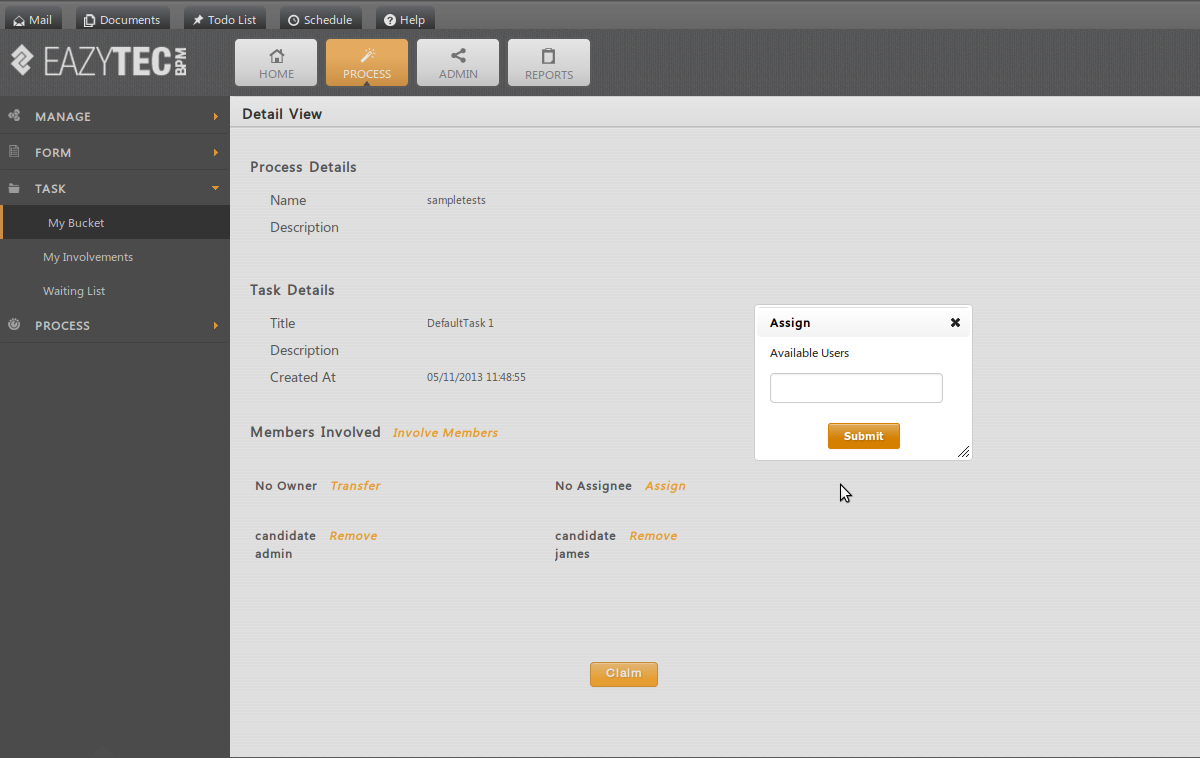 Mail Documents Todo List Schedule Help
EAZYTEC BPM
HOME PROCESS ADMIN REPORTS
MANAGE
FORM
TASK
My Bucket
My Involvements
Waiting List
PROCESS
Detail View
Process Details
Name sampletests
Description
Task Details
Title DefaultTask 1
Description
Created At 05/11/2013 11:48:55
Members Involved Involve Members
No Owner Transfer No Assignee Assign
candidate Remove candidate Remove
admin james
Claim
Assign
Available Users
Submit